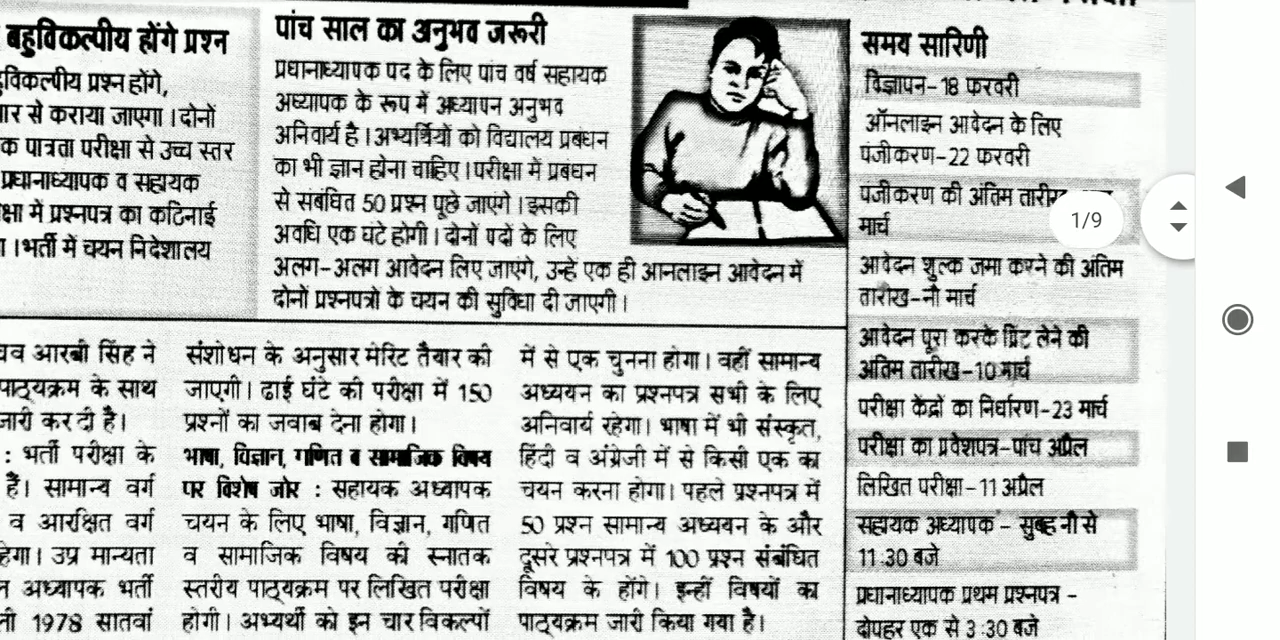 बहुविकल्पीय होंगे प्रश्न
प्रश्न होंगे,
से कराया जाएगा। दोनों
पात्रता परीक्षा से उच्च स्तर
प्रधानाध्यापक व सहायक
में प्रश्नपत्र का कठिनाई
। भर्ती में चयन निदेशालय
पांच साल का अनुभव जरूरी
प्रधानाध्यापक पद के लिए पांच वर्ष सहायक
अध्यापक के रूप में अध्यापन अनुभव
अनिवार्य है। अभ्यर्थियों को विद्यालय प्रबंधन
का भी ज्ञान होना चाहिए। परीक्षा में प्रबंधन
से संबंधित 50 प्रश्न पूछे जाएंगे। इसकी
अवधि एक घंटे होगी। दोनों पदों के लिए
अलग-अलग आवेदन लिए जाएंगे, उन्हें एक ही आनलाइन आवेदन में
दोनों प्रश्नपत्रों के चयन की सुविधा दी जाएगी।
आरबी सिंह ने
पाठ्यक्रम के साथ
जारी कर दी है।
: भर्ती परीक्षा के
हैं। सामान्य वर्ग
व आरक्षित वर्ग
उप्र मान्यता
अध्यापक भर्ती
1978 सातवां
संशोधन के अनुसार मेरिट तैयार की
जाएगी। ढाई घंटे की परीक्षा में 150
प्रश्नों का जवाब देना होगा।
भाषा, विज्ञान, गणित व सामाजिक विषय
पर विशेष जोर : सहायक अध्यापक
चयन के लिए भाषा, विज्ञान, गणित
व सामाजिक विषय की स्नातक
स्तरीय पाठ्यक्रम पर लिखित परीक्षा
होगी। अभ्यर्थी को इन चार विकल्पों
में से एक चुनना होगा। वहीं सामान्य
अध्ययन का प्रश्नपत्र सभी के लिए
अनिवार्य रहेगा। भाषा में भी संस्कृत,
हिंदी व अंग्रेजी में से किसी एक का
चयन करना होगा। पहले प्रश्नपत्र में
50 प्रश्न सामान्य अध्ययन के और
दूसरे प्रश्नपत्र में 100 प्रश्न संबंधित
विषय के होंगे। इन्हीं विषयों का
पाठ्यक्रम जारी किया गया है।
समय सारिणी
विज्ञापन-18 फरवरी
ऑनलाइन आवेदन के लिए
पंजीकरण-22 फरवरी
पंजीकरण की अंतिम
मार्च
आवेदन शुल्क जमा करने की अंतिम
तारीख-नौ मार्च
आवेदन पूरा करके प्रिंट लेने की
अंतिम तारीख-10 मार्च
परीक्षा केंद्रों का निर्धारण-23 मार्च
परीक्षा का प्रवेशपत्र-पांच अप्रैल
लिखित परीक्षा-11 अप्रैल
सहायक अध्यापक - सुबह नौ से
11:30 बजे
प्रधानाध्यापक प्रथम प्रश्नपत्र -
दोपहर एक से 3:30 बजे
1/9